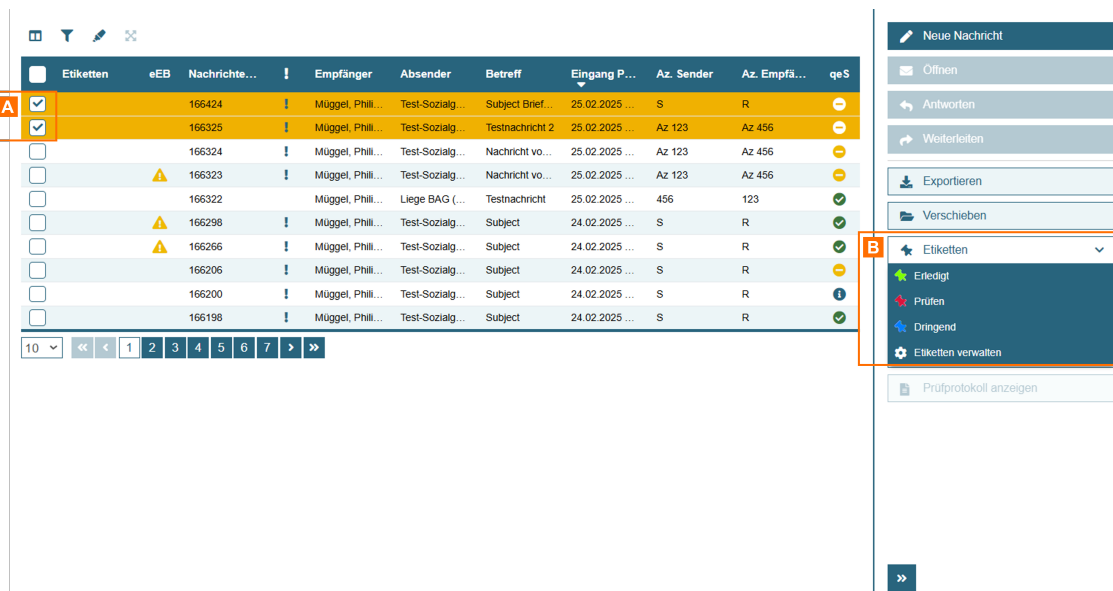 Etiketten eEB Nachrichte... ! Empfänger Absender Betreff Eingang P... Az. Sender Az. Empfä... qeS
A
166424 ! Müggel, Phili... Test-Sozialg... Subject Brief... 25.02.2025 ... S R
166325 ! Müggel, Phili... Test-Sozialg... Testnachricht 2 25.02.2025 ... Az 123 Az 456
166324 ! Müggel, Phili... Test-Sozialg... Nachricht vo... 25.02.2025 ... Az 123 Az 456
166323 ! Müggel, Phili... Test-Sozialg... Nachricht vo... 25.02.2025 ... Az 123 Az 456
166322 Müggel, Phili... Liege BAG (... Testnachricht 25.02.2025 ... 456 123
166298 ! Müggel, Phili... Test-Sozialg... Subject 24.02.2025 ... S R
166266 ! Müggel, Phili... Test-Sozialg... Subject 24.02.2025 ... S R
166206 ! Müggel, Phili... Test-Sozialg... Subject 24.02.2025 ... S R
166200 ! Müggel, Phili... Test-Sozialg... Subject 24.02.2025 ... S R
166198 ! Müggel, Phili... Test-Sozialg... Subject 24.02.2025 ... S R
10 « ‹ 1 2 3 4 5 6 7 › »
Neue Nachricht
Öffnen
Antworten
Weiterleiten
Exportieren
Verschieben
B
Etiketten
Erledigt
Prüfen
Dringend
Etiketten verwalten
Prüfprotokoll anzeigen
»